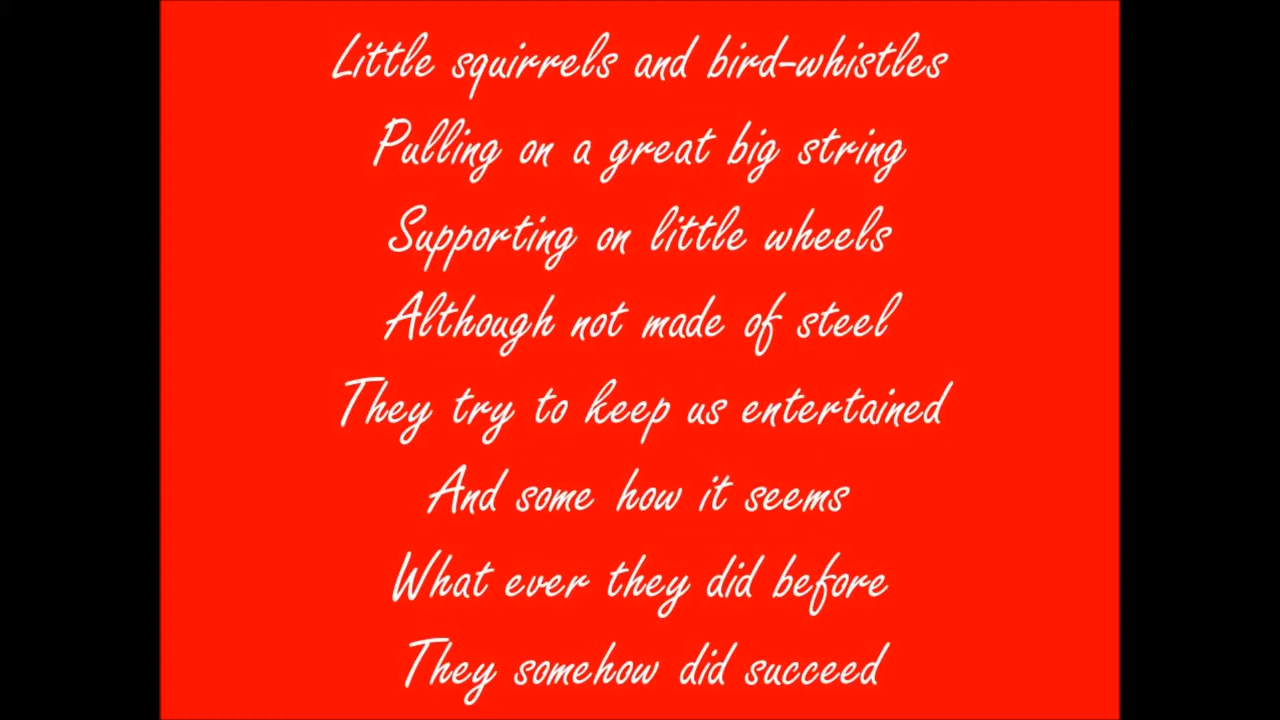 Little squirrels and bird-whistles
Pulling on a great big string
Supporting on little wheels
Although not made of steel
They try to keep us entertained
And some how it seems
What ever they did before
They somehow did succeed